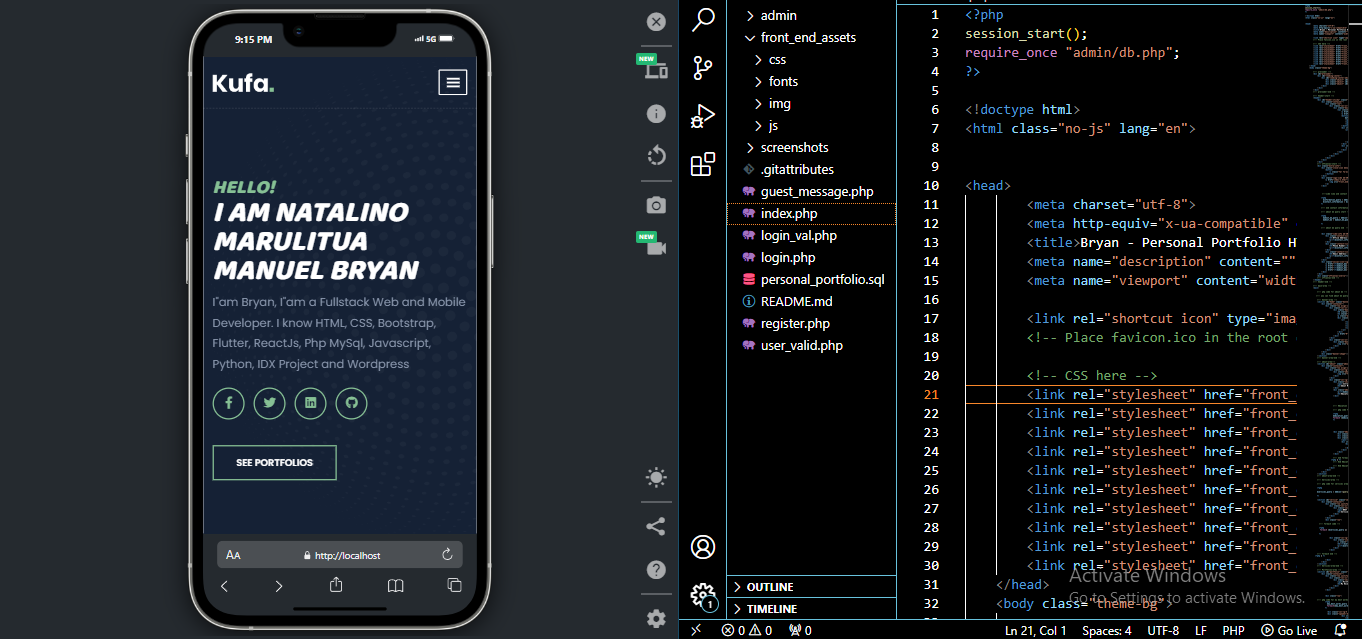 9:15 PM
5G
Kufa.
HELLO!
I AM NATALINO
MARULITUA
MANUEL BRYAN
I"am Bryan, I"am a Fullstack Web and Mobile
Developer. I know HTML, CSS, Bootstrap,
Flutter, ReactJs, Php MySql, Javascript,
Python, IDX Project and Wordpress
SEE PORTFOLIOS
AA
http://localhost
NEW
NEW
admin
front_end_assets
css
fonts
img
js
screenshots
.gitattributes
guest_message.php
index.php
login_val.php
login.php
personal_portfolio.sql
README.md
register.php
user_valid.php
OUTLINE
TIMELINE
1
1 <?php
2 session_start();
3 require_once "admin/db.php";
4 ?>
5
6 <!doctype html>
7 <html class="no-js" lang="en">
8
9
10 <head>
11 <meta charset="utf-8">
12 <meta http-equiv="x-ua-compatible"
13 <title>Bryan - Personal Portfolio H
14 <meta name="description" content=""
15 <meta name="viewport" content="widt
16
17 <link rel="shortcut icon" type="ima
18 <!-- Place favicon.ico in the root
19
20 <!-- CSS here -->
21 <link rel="stylesheet" href="front_
22 <link rel="stylesheet" href="front_
23 <link rel="stylesheet" href="front_
24 <link rel="stylesheet" href="front_
25 <link rel="stylesheet" href="front_
26 <link rel="stylesheet" href="front_
27 <link rel="stylesheet" href="front_
28 <link rel="stylesheet" href="front_
29 <link rel="stylesheet" href="front_
30 <link rel="stylesheet" href="front_
31 </head>
32 <body class="theme-bg">
Activate Windows
Go to Settings to activate Windows.
0 0 0
Ln 21, Col 1 Spaces: 4 UTF-8 LF PHP Go Live